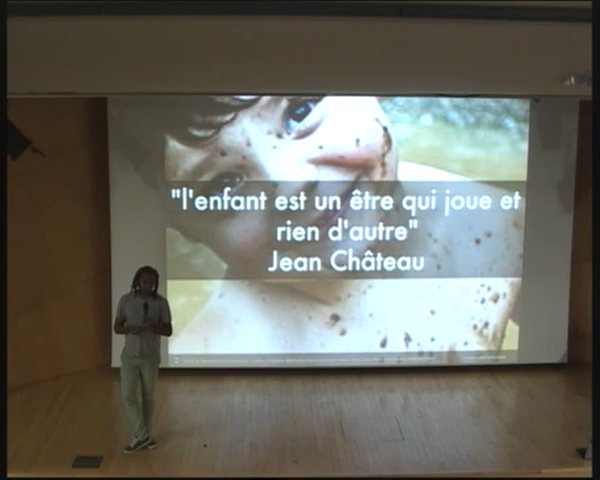 "l'enfant est un être qui joue et
rien d'autre"
Jean Château